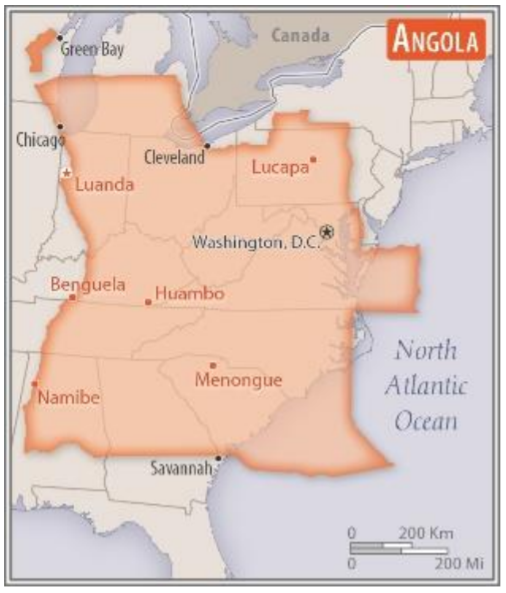 Canada
ANGOLA
Green Bay
Chicago
Cleveland
Lucapa
Luanda
Washington, D.C.
Benguela
Huambo
North
Atlantic
Ocean
Menongue
Namibe
Savannah
0 200 Km
0 200 Mi